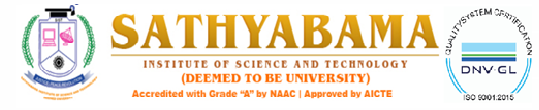 SATHYABAMA
INSTITUTE OF SCIENCE AND TECHNOLOGY
(DEEMED TO BE UNIVERSITY)
Accredited with Grade “A” by NAAC | Approved by AICTE
QUALITY SYSTEM CERTIFICATION
DNV·GL
ISO 9001:2015